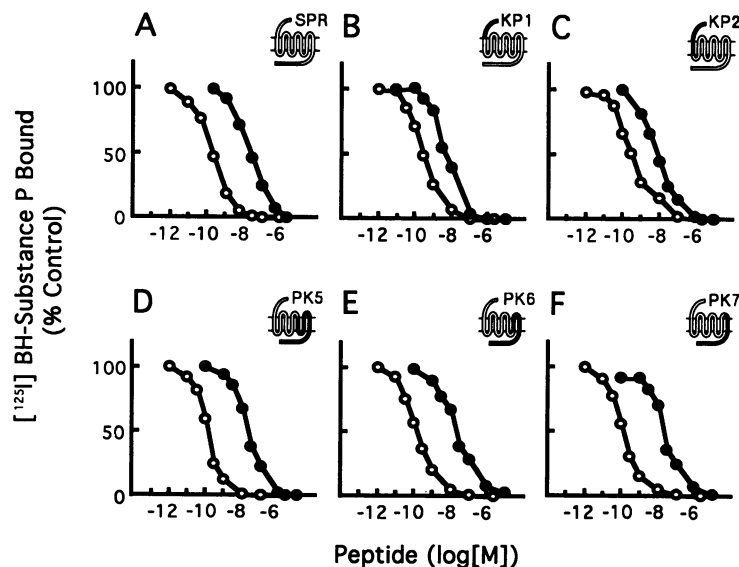 A SPR
B KP1
C KP2
[¹²⁵I] BH-Substance P Bound
(% Control)
100
50
0
-12 -10 -8 -6
-12 -10 -8 -6
-12 -10 -8 -6
D PK5
E PK6
F PK7
100
50
0
-12 -10 -8 -6
-12 -10 -8 -6
-12 -10 -8 -6
Peptide (log[M])